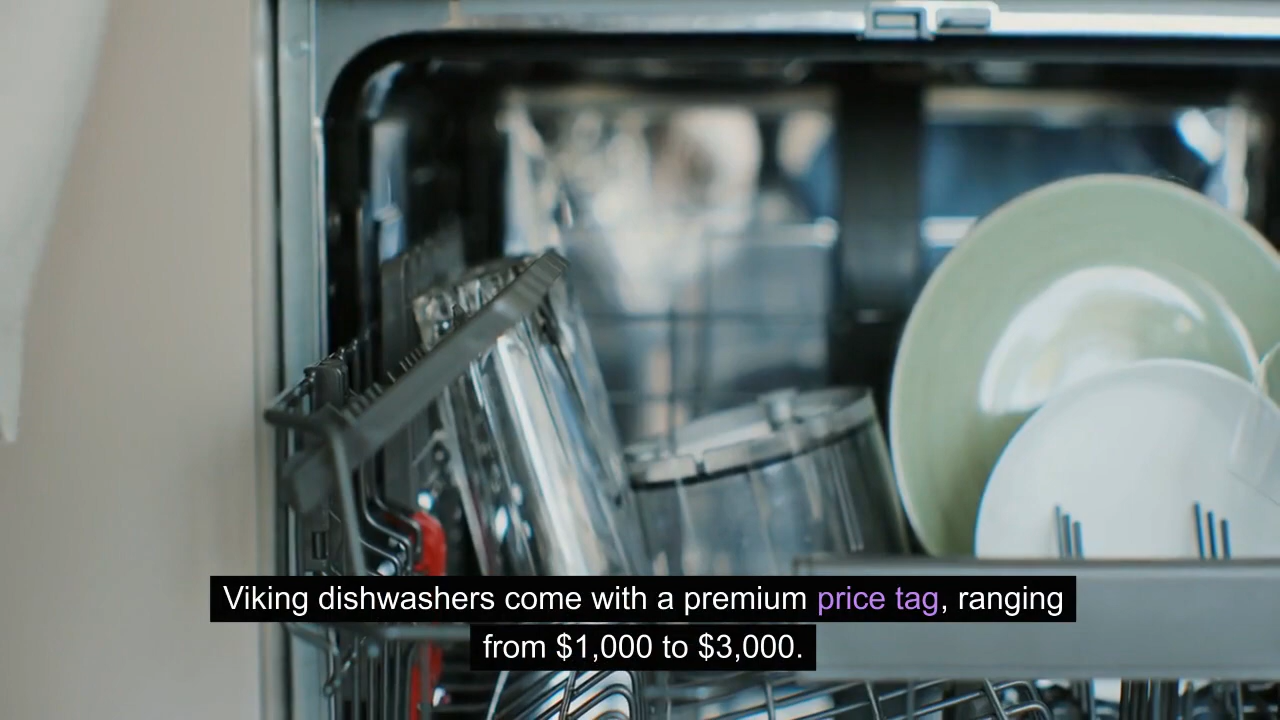 Viking dishwashers come with a premium price tag, ranging
from $1,000 to $3,000.